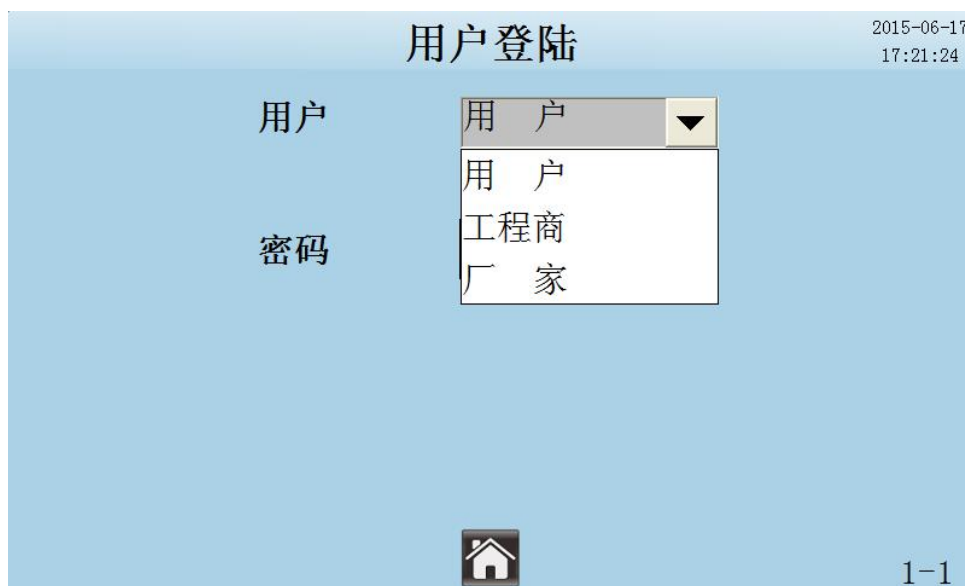 用户登陆
2015-06-17
17:21:24
用户
用 户
用 户
工程商
厂 家
密码
1-1